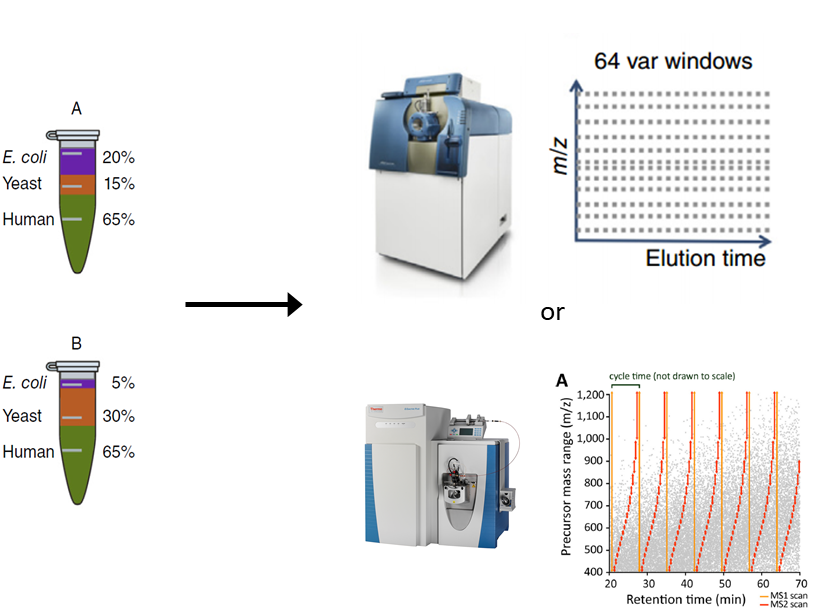 A
E. coli 20%
Yeast 15%
Human 65%
B
E. coli 5%
Yeast 30%
Human 65%
64 var windows
m/z
Elution time
or
A
cycle time (not drawn to scale)
Precursor mass range (m/z)
1,200
1,000
900
800
700
600
500
400
20 30 40 50 60 70
Retention time (min)
MS1 scan
MS2 scan